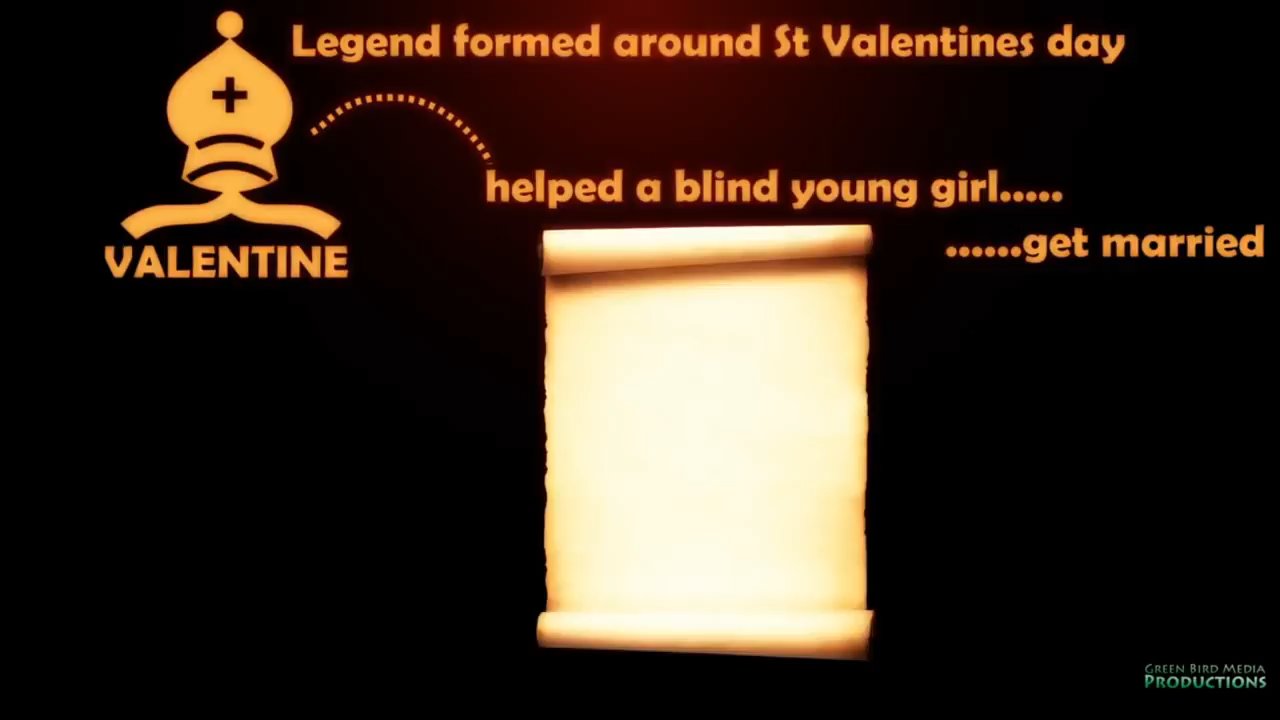 Legend formed around St Valentines day
helped a blind young girl.....
......get married
VALENTINE
GREEN BIRD MEDIA
PRODUCTIONS